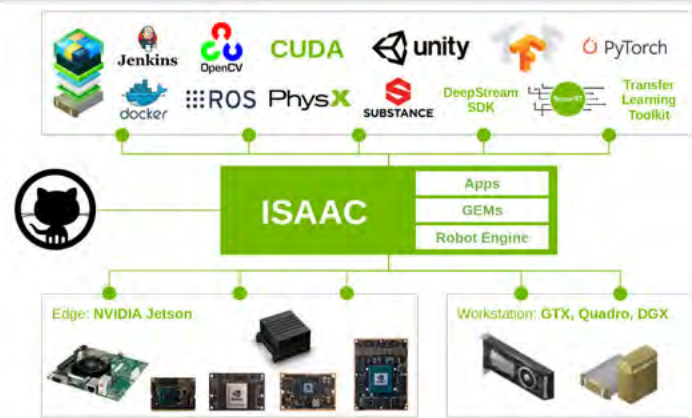 Jenkins
OpenCV
CUDA
unity
PyTorch
docker
ROS
PhysX
SUBSTANCE
DeepStream
SDK
TensorRT
Transfer
Learning
Toolkit
ISAAC
Apps
GEMs
Robot Engine
Edge: NVIDIA Jetson
Workstation: GTX, Quadro, DGX